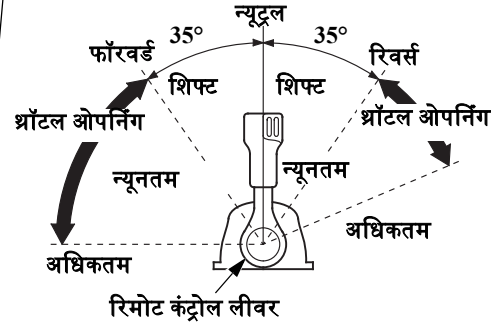 न्यूट्रल
35° 35°
फॉरवर्ड रिवर्स
शिफ्ट शिफ्ट
थ्रॉटल ओपनिंग थ्रॉटल ओपनिंग
न्यूनतम न्यूनतम
अधिकतम अधिकतम
रिमोट कंट्रोल लीवर